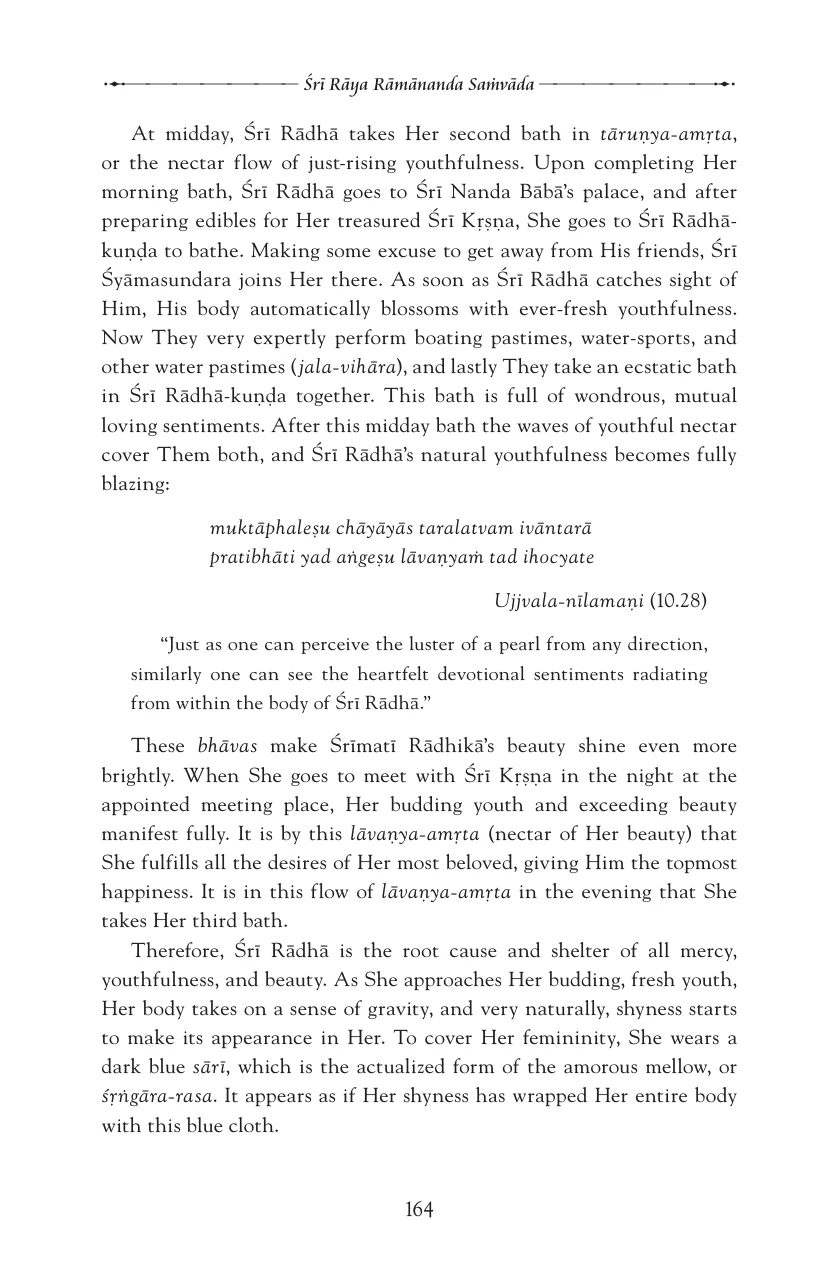 Śrī Rāya Rāmānanda Saṁvāda
At midday, Śrī Rādhā takes Her second bath in tāruṇya-amṛta,
or the nectar flow of just-rising youthfulness. Upon completing Her
morning bath, Śrī Rādhā goes to Śrī Nanda Bābā’s palace, and after
preparing edibles for Her treasured Śrī Kṛṣṇa, She goes to Śrī Rādhā-
kuṇḍa to bathe. Making some excuse to get away from His friends, Śrī
Śyāmasundara joins Her there. As soon as Śrī Rādhā catches sight of
Him, His body automatically blossoms with ever-fresh youthfulness.
Now They very expertly perform boating pastimes, water-sports, and
other water pastimes (jala-vihāra), and lastly They take an ecstatic bath
in Śrī Rādhā-kuṇḍa together. This bath is full of wondrous, mutual
loving sentiments. After this midday bath the waves of youthful nectar
cover Them both, and Śrī Rādhā’s natural youthfulness becomes fully
blazing:
muktāphaleṣu chāyāyās taralatvam ivāntarā
pratibhāti yad aṅgeṣu lāvaṇyaṁ tad ihocyate
Ujjvala-nīlamaṇi (10.28)
“Just as one can perceive the luster of a pearl from any direction,
similarly one can see the heartfelt devotional sentiments radiating
from within the body of Śrī Rādhā.”
These bhāvas make Śrīmatī Rādhikā’s beauty shine even more
brightly. When She goes to meet with Śrī Kṛṣṇa in the night at the
appointed meeting place, Her budding youth and exceeding beauty
manifest fully. It is by this lāvaṇya-amṛta (nectar of Her beauty) that
She fulfills all the desires of Her most beloved, giving Him the topmost
happiness. It is in this flow of lāvaṇya-amṛta in the evening that She
takes Her third bath.
Therefore, Śrī Rādhā is the root cause and shelter of all mercy,
youthfulness, and beauty. As She approaches Her budding, fresh youth,
Her body takes on a sense of gravity, and very naturally, shyness starts
to make its appearance in Her. To cover Her femininity, She wears a
dark blue sārī, which is the actualized form of the amorous mellow, or
śṛṅgāra-rasa. It appears as if Her shyness has wrapped Her entire body
with this blue cloth.
164